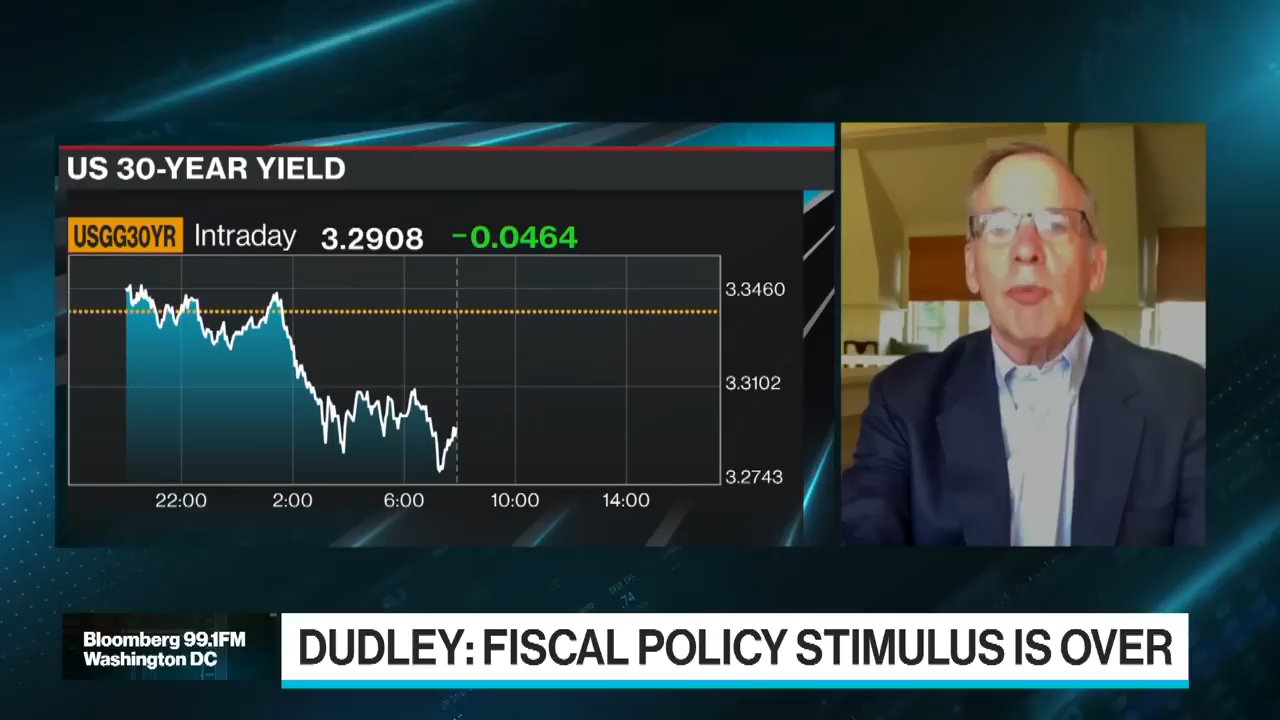 US 30-YEAR YIELD
USGG30YR Intraday 3.2908 -0.0464
3.3460
3.3102
3.2743
22:00 2:00 6:00 10:00 14:00
Bloomberg 99.1FM
Washington DC
DUDLEY: FISCAL POLICY STIMULUS IS OVER